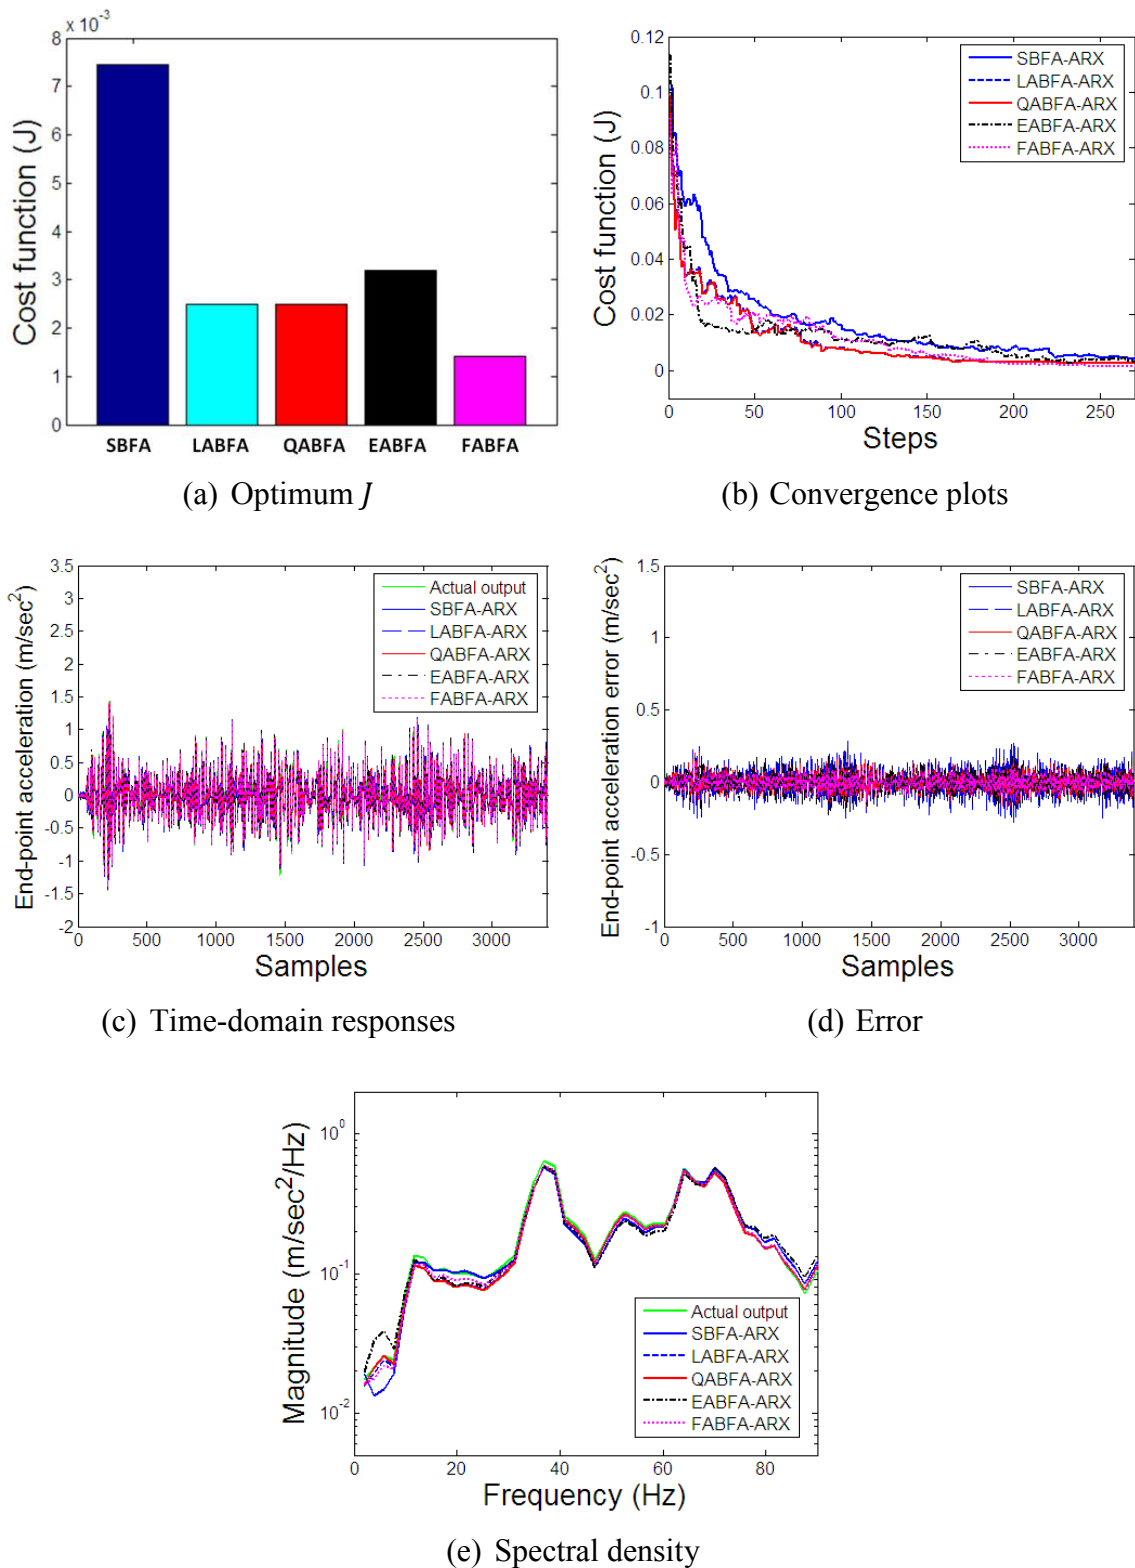 x 10^-3
8
7
6
5
4
3
2
1
0
Cost function (J)
SBFA LABFA QABFA EABFA FABFA
(a) Optimum J
0.12
0.1
0.08
0.06
0.04
0.02
0
Cost function (J)
SBFA-ARX
LABFA-ARX
QABFA-ARX
EABFA-ARX
FABFA-ARX
0 50 100 150 200 250
Steps
(b) Convergence plots
3.5
3
2.5
2
1.5
1
0.5
0
-0.5
-1
-1.5
-2
End-point acceleration (m/sec^2)
Actual output
SBFA-ARX
LABFA-ARX
QABFA-ARX
EABFA-ARX
FABFA-ARX
0 500 1000 1500 2000 2500 3000
Samples
(c) Time-domain responses
1.5
1
0.5
0
-0.5
-1
End-point acceleration error (m/sec^2)
SBFA-ARX
LABFA-ARX
QABFA-ARX
EABFA-ARX
FABFA-ARX
0 500 1000 1500 2000 2500 3000
Samples
(d) Error
10^0
10^-1
10^-2
Magnitude (m/sec^2/Hz)
Actual output
SBFA-ARX
LABFA-ARX
QABFA-ARX
EABFA-ARX
FABFA-ARX
0 20 40 60 80
Frequency (Hz)
(e) Spectral density